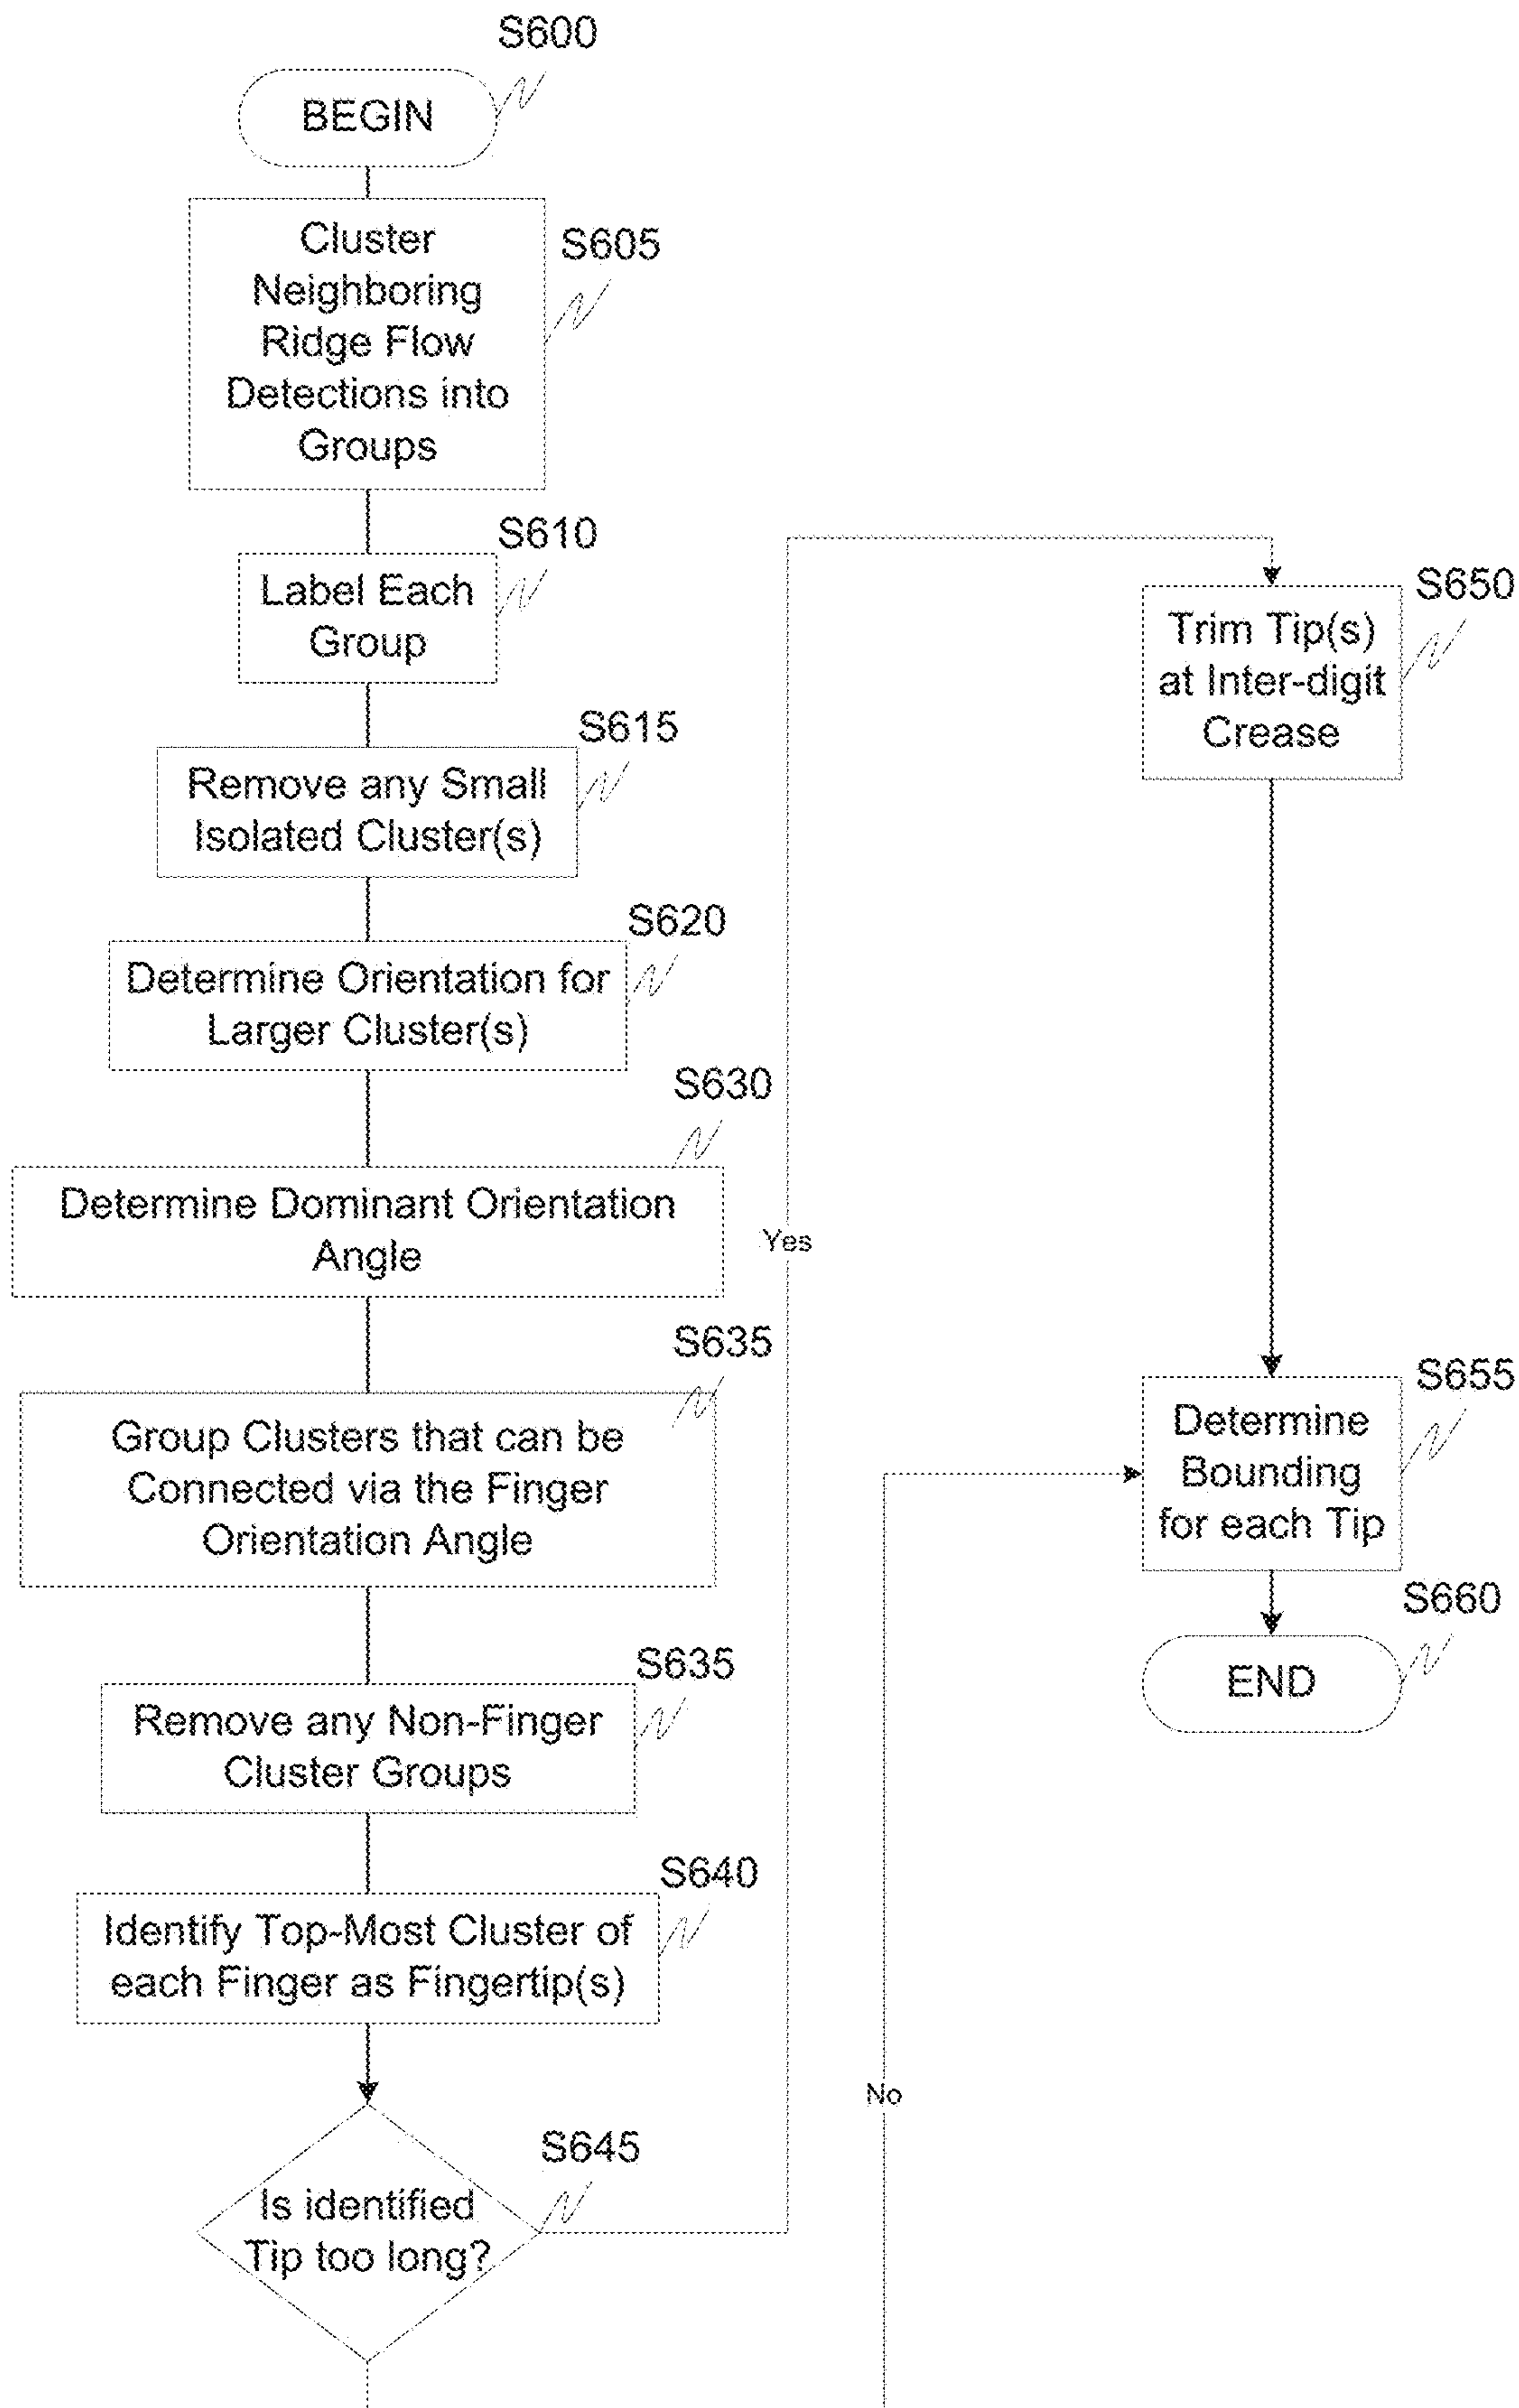 S600
BEGIN
S605
Cluster
Neighboring
Ridge Flow
Detections into
Groups
S610
Label Each
Group
S615
Remove any Small
Isolated Cluster(s)
S620
Determine Orientation for
Larger Cluster(s)
S630
Determine Dominant Orientation
Angle
S635
Group Clusters that can be
Connected via the Finger
Orientation Angle
S635
Remove any Non-Finger
Cluster Groups
S640
Identify Top-Most Cluster of
each Finger as Fingertip(s)
S645
Is identified
Tip too long?
Yes
No
S650
Trim Tip(s)
at Inter-digit
Crease
S655
Determine
Bounding
for each Tip
S660
END